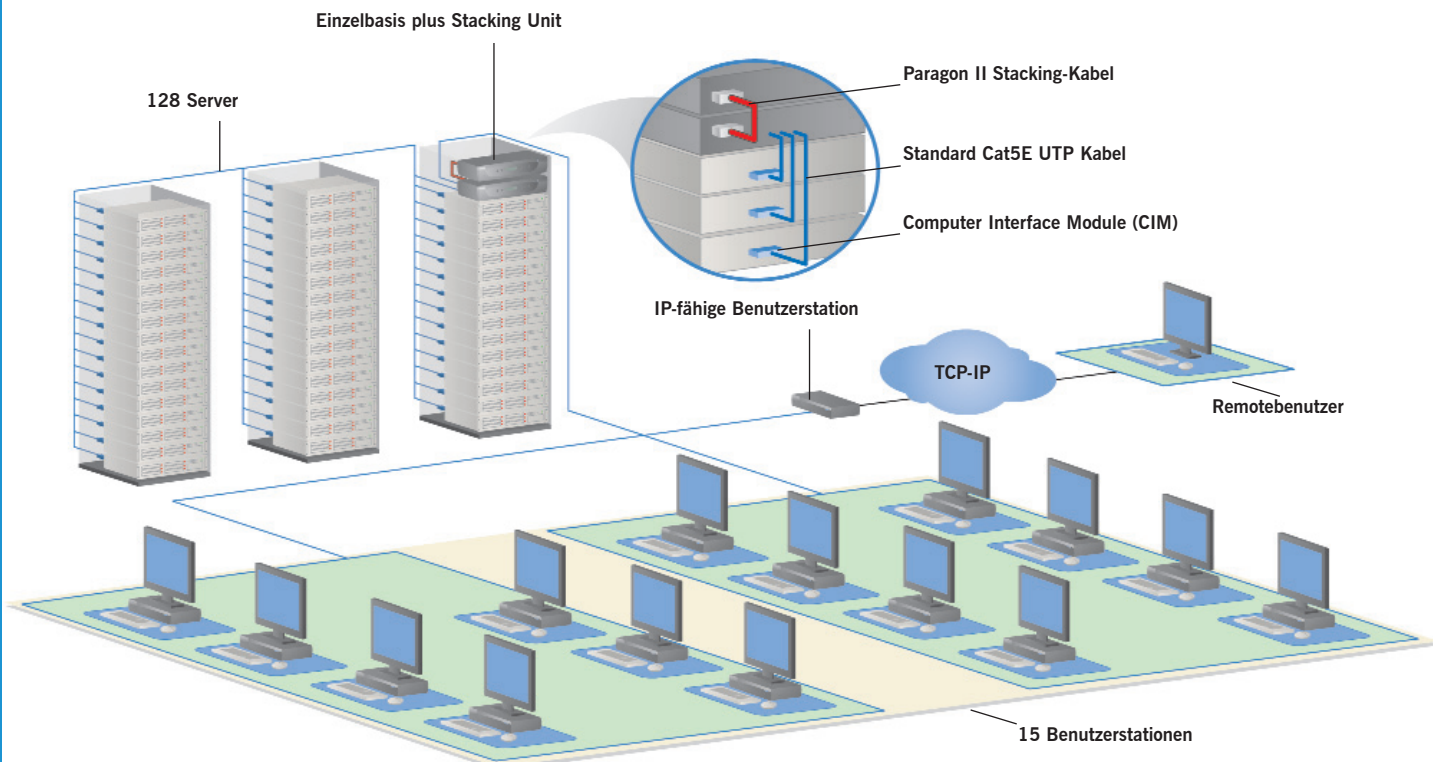 Einzelbasis plus Stacking Unit
Paragon II Stacking-Kabel
128 Server
Standard Cat5E UTP Kabel
Computer Interface Module (CIM)
IP-fähige Benutzerstation
TCP-IP
Remotebenutzer
15 Benutzerstationen